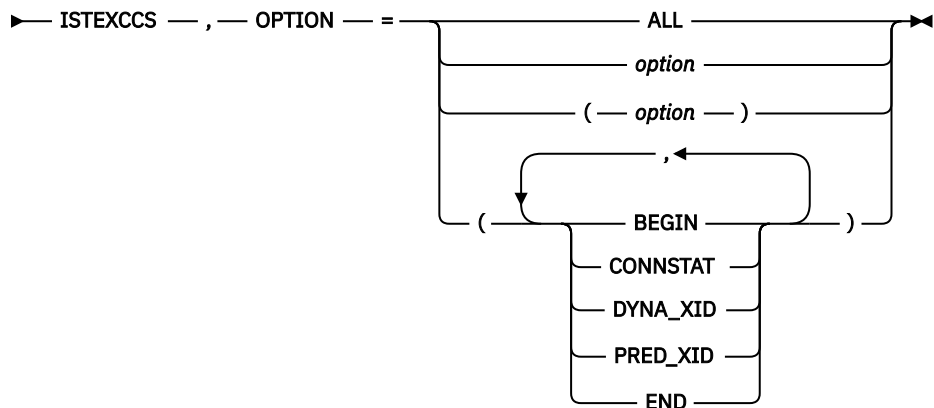 ISTEXCCS , OPTION = ALL
option
( option )
,
( BEGIN )
CONNSTAT
DYNA_XID
PRED_XID
END